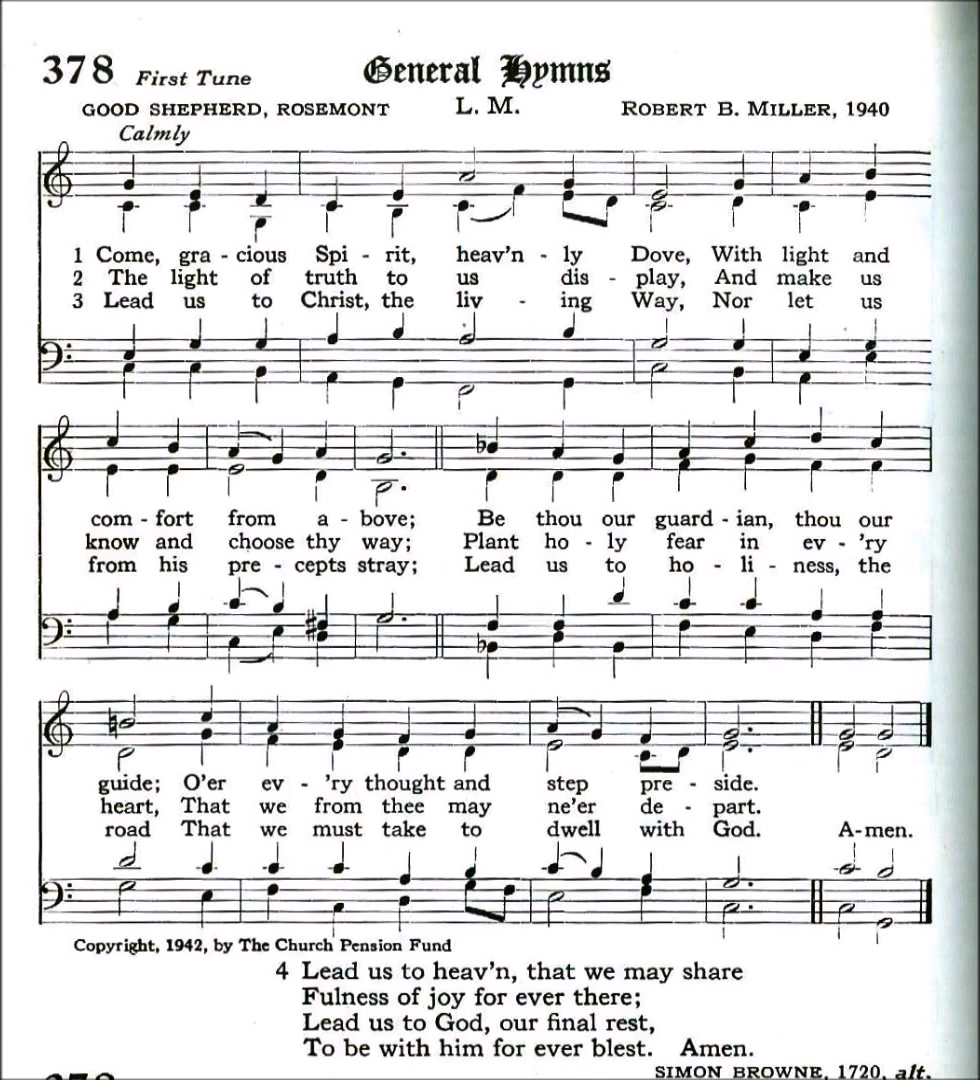 378 First Tune General Hymns
GOOD SHEPHERD, ROSEMONT L. M. ROBERT B. MILLER, 1940
Calmly
1 Come, gra - cious Spi - rit, heav'n - ly Dove, With light and
2 The light of truth to us dis - play, And make us
3 Lead us to Christ, the liv - ing Way, Nor let us
com - fort from a - bove; Be thou our guard - ian, thou our
know and choose thy way; Plant ho - ly fear in ev - 'ry
from his pre - cepts stray; Lead us to ho - li - ness, the
guide; O'er ev - 'ry thought and step pre - side.
heart, That we from thee may ne'er de - part.
road That we must take to dwell with God. A-men.
Copyright, 1942, by The Church Pension Fund
4 Lead us to heav'n, that we may share
Fulness of joy for ever there;
Lead us to God, our final rest,
To be with him for ever blest. Amen.
SIMON BROWNE, 1720, alt.